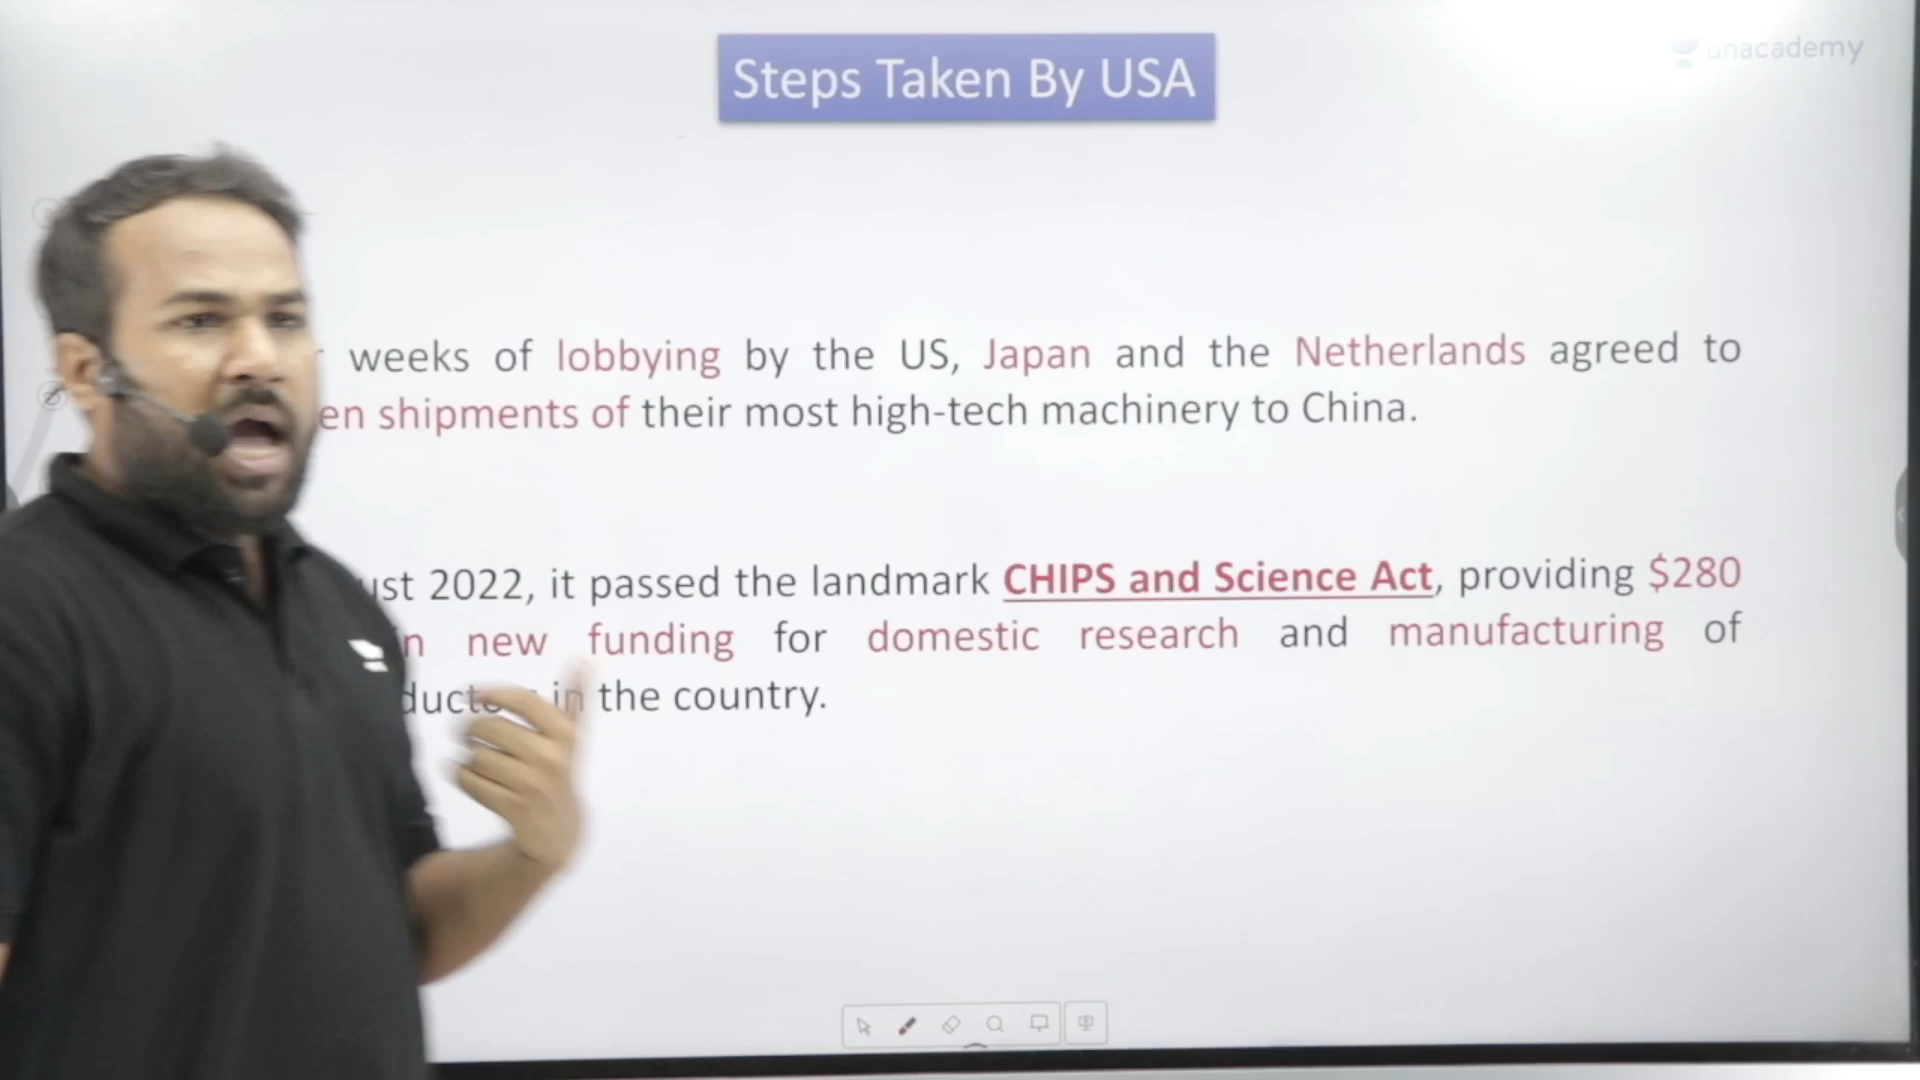 Steps Taken By USA
unacademy
weeks of lobbying by the US, Japan and the Netherlands agreed to
shipments of their most high-tech machinery to China.
2022, it passed the landmark CHIPS and Science Act, providing $280
new funding for domestic research and manufacturing of
in the country.